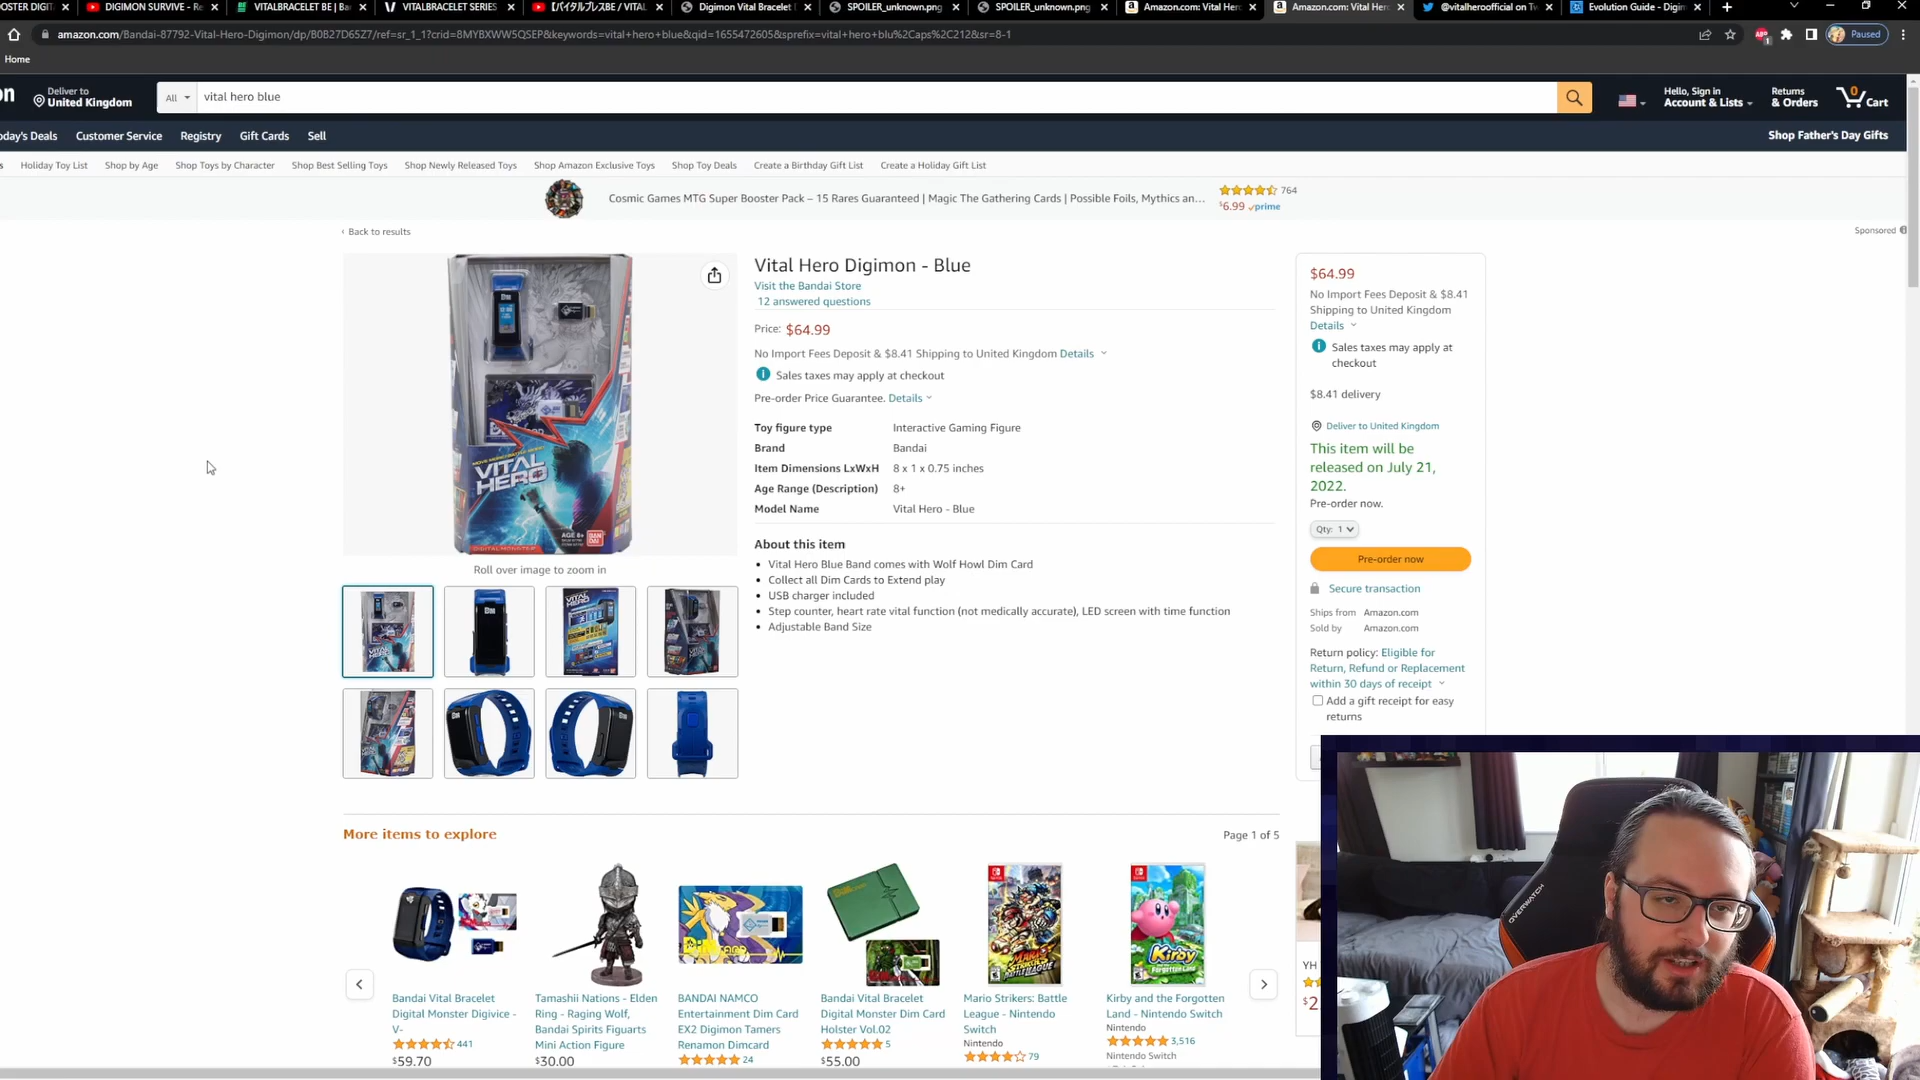 OSTER DIGITA
DIGIMON SURVIVE - Re
VITALBRACELET BE | Ba
VITALBRACELET SERIES
【バイタルブレスBE / VITAL
Digimon Vital Bracelet
SPOILER_unknown.png
SPOILER_unknown.png
Amazon.com: Vital Hero
Amazon.com: Vital Hero
@vitalheroofficial on Tw
Evolution Guide - Digim
amazon.com/Bandai-87792-Vital-Hero-Digimon/dp/B0B27D65Z7/ref=sr_1_1?crid=8MYBXWW5QSEP&keywords=vital+hero+blue&qid=1655472605&sprefix=vital+hero+blu%2Caps%2C212&sr=8-1
Paused
Home
on
Deliver to
United Kingdom
All
vital hero blue
Hello, Sign in
Account & Lists
Returns
& Orders
0
Cart
oday's Deals
Customer Service
Registry
Gift Cards
Sell
Shop Father's Day Gifts
s
Holiday Toy List
Shop by Age
Shop Toys by Character
Shop Best Selling Toys
Shop Newly Released Toys
Shop Amazon Exclusive Toys
Shop Toy Deals
Create a Birthday Gift List
Create a Holiday Gift List
Cosmic Games MTG Super Booster Pack – 15 Rares Guaranteed | Magic The Gathering Cards | Possible Foils, Mythics an...
764
$6.99 prime
‹ Back to results
Sponsored
VITAL
HERO
AGE 8+
BAN
DAI
DIGITAL MONSTER
Roll over image to zoom in
Vital Hero Digimon - Blue
Visit the Bandai Store
12 answered questions
Price: $64.99
No Import Fees Deposit & $8.41 Shipping to United Kingdom Details
Sales taxes may apply at checkout
Pre-order Price Guarantee. Details
Toy figure type Interactive Gaming Figure
Brand Bandai
Item Dimensions LxWxH 8 x 1 x 0.75 inches
Age Range (Description) 8+
Model Name Vital Hero - Blue
About this item
• Vital Hero Blue Band comes with Wolf Howl Dim Card
• Collect all Dim Cards to Extend play
• USB charger included
• Step counter, heart rate vital function (not medically accurate), LED screen with time function
• Adjustable Band Size
$64.99
No Import Fees Deposit & $8.41
Shipping to United Kingdom
Details
Sales taxes may apply at
checkout
$8.41 delivery
Deliver to United Kingdom
This item will be
released on July 21,
2022.
Pre-order now.
Qty: 1
Pre-order now
Secure transaction
Ships from Amazon.com
Sold by Amazon.com
Return policy: Eligible for
Return, Refund or Replacement
within 30 days of receipt
Add a gift receipt for easy
returns
More items to explore
Page 1 of 5
Bandai Vital Bracelet
Digital Monster Digivice -
V-
441
$59.70
Tamashii Nations - Elden
Ring - Raging Wolf,
Bandai Spirits Figuarts
Mini Action Figure
$30.00
BANDAI NAMCO
Entertainment Dim Card
EX2 Digimon Tamers
Renamon Dimcard
24
Bandai Vital Bracelet
Digital Monster Dim Card
Holster Vol.02
5
$55.00
Mario Strikers: Battle
League - Nintendo
Switch
Nintendo
79
Kirby
Kirby and the Forgotten
Land - Nintendo Switch
Nintendo
3,516
Nintendo Switch
YH
$2
OVERWATCH